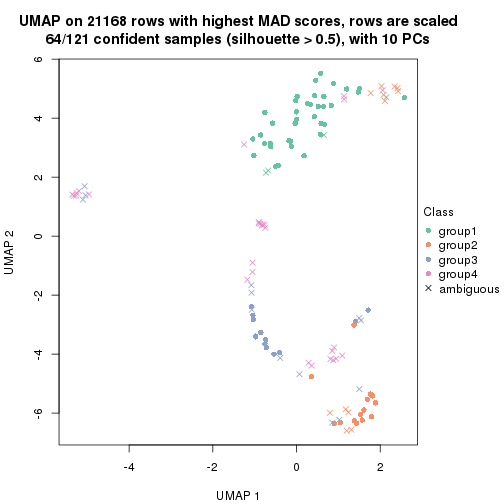 UMAP on 21168 rows with highest MAD scores, rows are scaled
64/121 confident samples (silhouette > 0.5), with 10 PCs
6
4
2
0
-2
-4
-6
UMAP 2
-4
-2
0
2
UMAP 1
Class
group1
group2
group3
group4
ambiguous